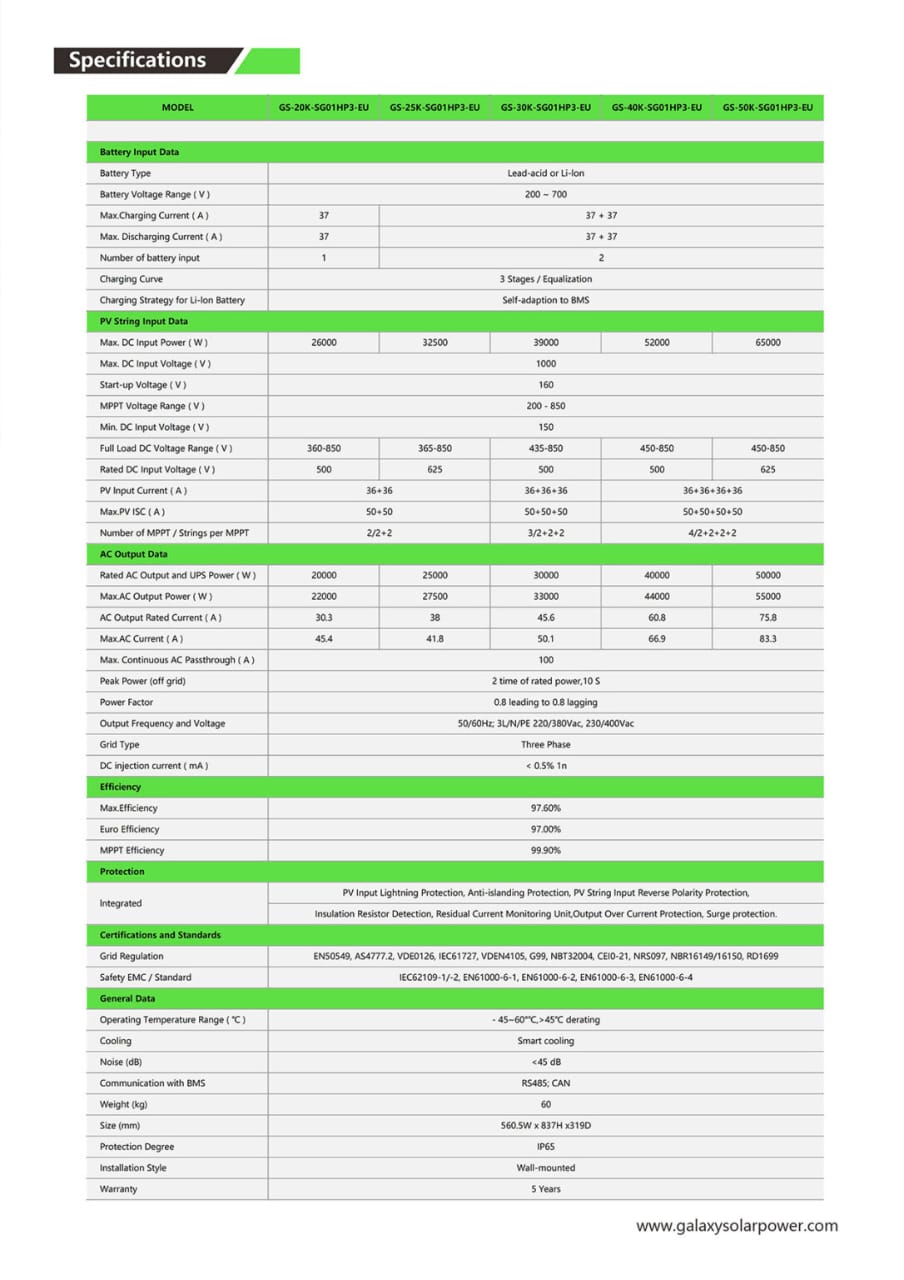 Specifications
MODEL GS-20K-SG01HP3-EU GS-25K-SG01HP3-EU GS-30K-SG01HP3-EU GS-40K-SG01HP3-EU GS-50K-SG01HP3-EU
Battery Input Data
Battery Type Lead-acid or Li-lon
Battery Voltage Range ( V ) 200 ~ 700
Max.Charging Current ( A ) 37 37 + 37
Max. Discharging Current ( A ) 37 37 + 37
Number of battery input 1 2
Charging Curve 3 Stages / Equalization
Charging Strategy for Li-Ion Battery Self-adaption to BMS
PV String Input Data
Max. DC Input Power ( W ) 26000 32500 39000 52000 65000
Max. DC Input Voltage ( V ) 1000
Start-up Voltage ( V ) 160
MPPT Voltage Range ( V ) 200 - 850
Min. DC Input Voltage ( V ) 150
Full Load DC Voltage Range ( V ) 360-850 365-850 435-850 450-850 450-850
Rated DC Input Voltage ( V ) 500 625 500 500 625
PV Input Current ( A ) 36+36 36+36+36 36+36+36+36
Max.PV ISC ( A ) 50+50 50+50+50 50+50+50+50
Number of MPPT / Strings per MPPT 2/2+2 3/2+2+2 4/2+2+2+2
AC Output Data
Rated AC Output and UPS Power ( W ) 20000 25000 30000 40000 50000
Max.AC Output Power ( W ) 22000 27500 33000 44000 55000
AC Output Rated Current ( A ) 30.3 38 45.6 60.8 75.8
Max.AC Current ( A ) 45.4 41.8 50.1 66.9 83.3
Max. Continuous AC Passthrough ( A ) 100
Peak Power (off grid) 2 time of rated power,10 S
Power Factor 0.8 leading to 0.8 lagging
Output Frequency and Voltage 50/60Hz; 3L/N/PE 220/380Vac, 230/400Vac
Grid Type Three Phase
DC injection current ( mA ) < 0.5% 1n
Efficiency
Max.Efficiency 97.60%
Euro Efficiency 97.00%
MPPT Efficiency 99.90%
Protection
Integrated PV Input Lightning Protection, Anti-islanding Protection, PV String Input Reverse Polarity Protection,
Insulation Resistor Detection, Residual Current Monitoring Unit,Output Over Current Protection, Surge protection.
Certifications and Standards
Grid Regulation EN50549, AS4777.2, VDE0126, IEC61727, VDEN4105, G99, NBT32004, CEI0-21, NRS097, NBR16149/16150, RD1699
Safety EMC / Standard IEC62109-1/-2, EN61000-6-1, EN61000-6-2, EN61000-6-3, EN61000-6-4
General Data
Operating Temperature Range ( ℃ ) - 45~60°℃,>45℃ derating
Cooling Smart cooling
Noise (dB) <45 dB
Communication with BMS RS485; CAN
Weight (kg) 60
Size (mm) 560.5W x 837H x319D
Protection Degree IP65
Installation Style Wall-mounted
Warranty 5 Years
www.galaxysolarpower.com